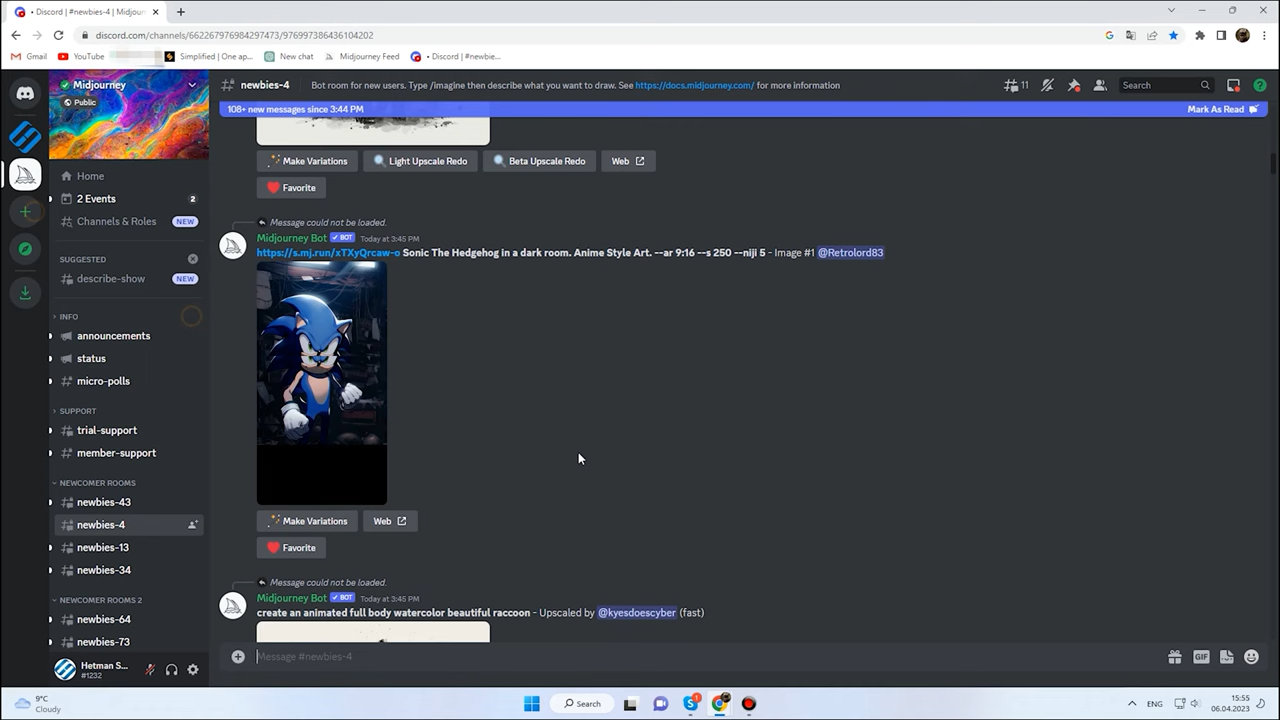 • Discord | #newbies-4 | Midjourn
discord.com/channels/662267976984297473/976997386436104202
Gmail
YouTube
Simplified | One ap...
New chat
Midjourney Feed
• Discord | #newbie...
Midjourney
Public
newbies-4
Bot room for new users. Type /imagine then describe what you want to draw. See https://docs.midjourney.com/ for more information
11
Search
108+ new messages since 3:44 PM
Mark As Read
Make Variations
Light Upscale Redo
Beta Upscale Redo
Web
Favorite
Home
2 Events
2
Channels & Roles
NEW
SUGGESTED
describe-show
NEW
INFO
announcements
status
micro-polls
SUPPORT
trial-support
member-support
NEWCOMER ROOMS
newbies-43
newbies-4
newbies-13
newbies-34
NEWCOMER ROOMS 2
newbies-64
newbies-73
Hetman S...
#1232
Message could not be loaded.
Midjourney Bot BOT Today at 3:45 PM
https://s.mj.run/xTXyQrcaw-o Sonic The Hedgehog in a dark room. Anime Style Art. --ar 9:16 --s 250 --niji 5 - Image #1 @Retrolord83
Make Variations
Web
Favorite
Message could not be loaded.
Midjourney Bot BOT Today at 3:45 PM
create an animated full body watercolor beautiful raccoon - Upscaled by @kyesdoescyber (fast)
Message #newbies-4
GIF
9°C
Cloudy
Search
1
ENG
15:55
06.04.2023